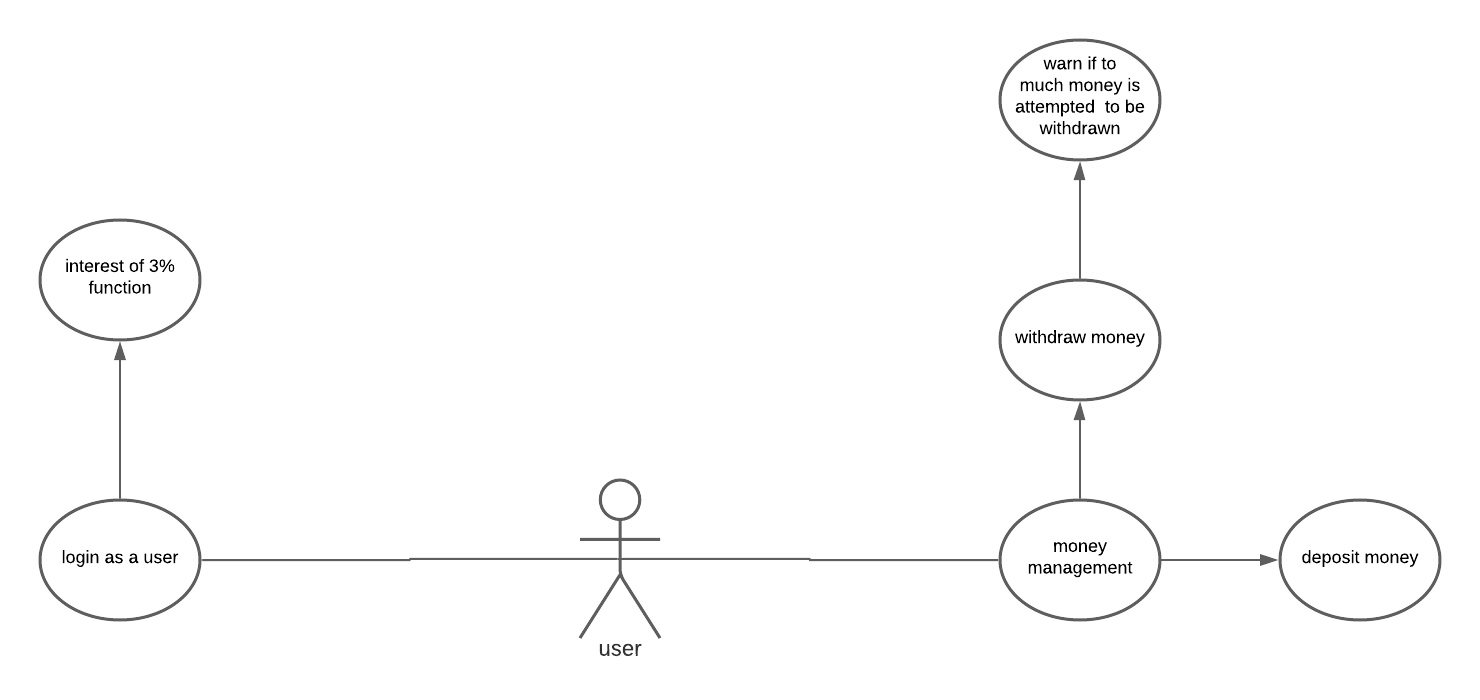 warn if to
much money is
attempted  to be
withdrawn
interest of 3%
function
withdraw money
login as a user
money
management
deposit money
user